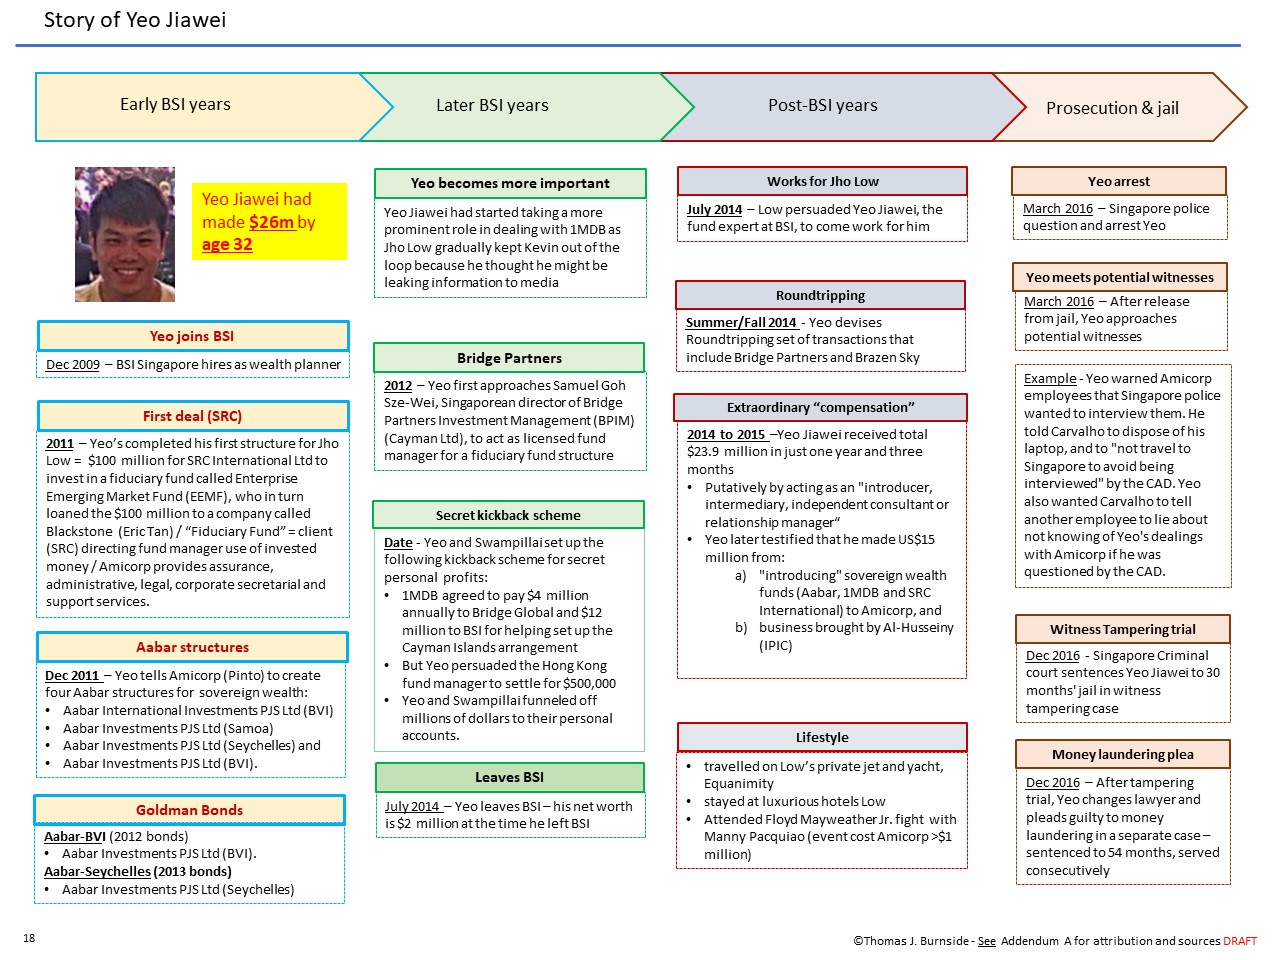 Story of Yeo Jiawei
Early BSI years
Later BSI years
Post-BSI years
Prosecution & jail
Yeo Jiawei had
made $26m by
age 32
Yeo joins BSI
Dec 2009 – BSI Singapore hires as wealth planner
First deal (SRC)
2011 – Yeo's completed his first structure for Jho
Low = $100 million for SRC International Ltd to
invest in a fiduciary fund called Enterprise
Emerging Market Fund (EEMF), who in turn
loaned the $100 million to a company called
Blackstone (Eric Tan) / “Fiduciary Fund” = client
(SRC) directing fund manager use of invested
money / Amicorp provides assurance,
administrative, legal, corporate secretarial and
support services.
Aabar structures
Dec 2011 – Yeo tells Amicorp (Pinto) to create
four Aabar structures for sovereign wealth:
• Aabar International Investments PJS Ltd (BVI)
• Aabar Investments PJS Ltd (Samoa)
• Aabar Investments PJS Ltd (Seychelles) and
• Aabar Investments PJS Ltd (BVI).
Goldman Bonds
Aabar-BVI (2012 bonds)
• Aabar Investments PJS Ltd (BVI).
Aabar-Seychelles (2013 bonds)
• Aabar Investments PJS Ltd (Seychelles)
Yeo becomes more important
Yeo Jiawei had started taking a more
prominent role in dealing with 1MDB as
Jho Low gradually kept Kevin out of the
loop because he thought he might be
leaking information to media
Bridge Partners
2012 – Yeo first approaches Samuel Goh
Sze-Wei, Singaporean director of Bridge
Partners Investment Management (BPIM)
(Cayman Ltd), to act as licensed fund
manager for a fiduciary fund structure
Secret kickback scheme
Date - Yeo and Swampillai set up the
following kickback scheme for secret
personal profits:
• 1MDB agreed to pay $4 million
annually to Bridge Global and $12
million to BSI for helping set up the
Cayman Islands arrangement
• But Yeo persuaded the Hong Kong
fund manager to settle for $500,000
• Yeo and Swampillai funneled off
millions of dollars to their personal
accounts.
Leaves BSI
July 2014 – Yeo leaves BSI – his net worth
is $2 million at the time he left BSI
Works for Jho Low
July 2014 – Low persuaded Yeo Jiawei, the
fund expert at BSI, to come work for him
Roundtripping
Summer/Fall 2014 - Yeo devises
Roundtripping set of transactions that
include Bridge Partners and Brazen Sky
Extraordinary “compensation”
2014 to 2015 –Yeo Jiawei received total
$23.9 million in just one year and three
months
• Putatively by acting as an "introducer,
intermediary, independent consultant or
relationship manager“
• Yeo later testified that he made US$15
million from:
a) "introducing" sovereign wealth
funds (Aabar, 1MDB and SRC
International) to Amicorp, and
b) business brought by Al-Husseiny
(IPIC)
Lifestyle
• travelled on Low’s private jet and yacht,
Equanimity
• stayed at luxurious hotels Low
• Attended Floyd Mayweather Jr. fight with
Manny Pacquiao (event cost Amicorp >$1
million)
Yeo arrest
March 2016 – Singapore police
question and arrest Yeo
Yeo meets potential witnesses
March 2016 – After release
from jail, Yeo approaches
potential witnesses
Example - Yeo warned Amicorp
employees that Singapore police
wanted to interview them. He
told Carvalho to dispose of his
laptop, and to "not travel to
Singapore to avoid being
interviewed" by the CAD. Yeo
also wanted Carvalho to tell
another employee to lie about
not knowing of Yeo's dealings
with Amicorp if he was
questioned by the CAD.
Witness Tampering trial
Dec 2016 - Singapore Criminal
court sentences Yeo Jiawei to 30
months' jail in witness
tampering case
Money laundering plea
Dec 2016 – After tampering
trial, Yeo changes lawyer and
pleads guilty to money
laundering in a separate case –
sentenced to 54 months, served
consecutively
18
©Thomas J. Burnside - See Addendum A for attribution and sources DRAFT